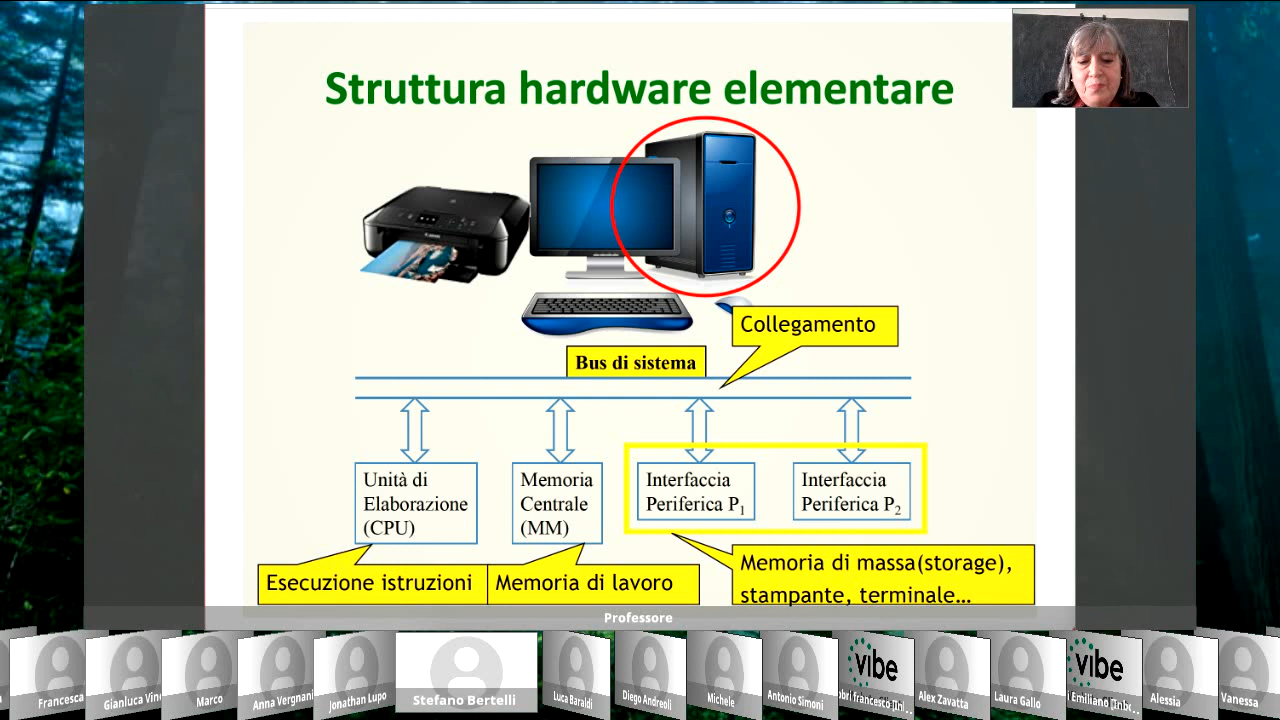 Struttura hardware elementare
Collegamento
Bus di sistema
Unità di
Elaborazione
(CPU)
Memoria
Centrale
(MM)
Interfaccia
Periferica P1
Interfaccia
Periferica P2
Esecuzione istruzioni
Memoria di lavoro
Memoria di massa(storage),
stampante, terminale…
Professore
Francesca
Gianluca Vin
Marco
Anna Vergnani
Jonathan Lupo
Stefano Bertelli
Luca Baraldi
Diego Andreoli
Michele
Antonio Simoni
vibe
Alex Zavatta
Laura Gallo
vibe
Alessia
Vanessa